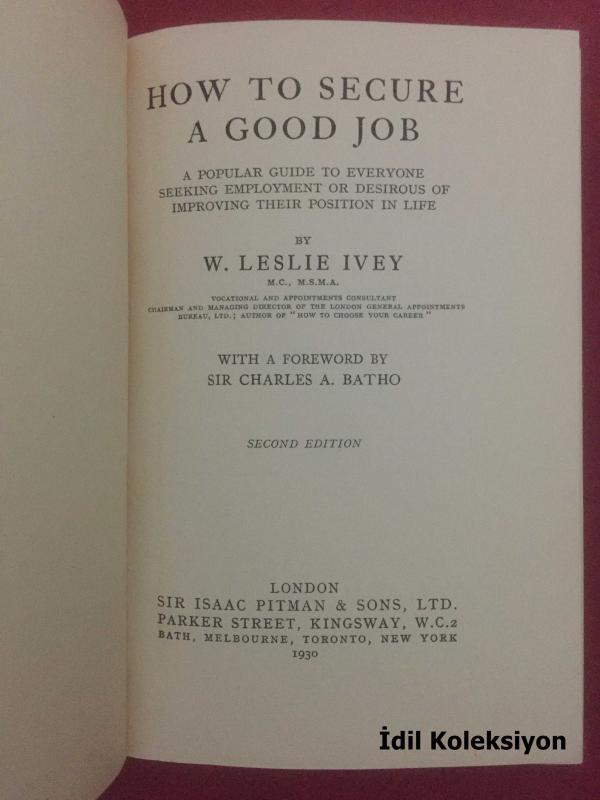 HOW TO SECURE
A GOOD JOB
A POPULAR GUIDE TO EVERYONE
SEEKING EMPLOYMENT OR DESIROUS OF
IMPROVING THEIR POSITION IN LIFE
BY
W. LESLIE IVEY
M.C., M.S.M.A.
VOCATIONAL AND APPOINTMENTS CONSULTANT
CHAIRMAN AND MANAGING DIRECTOR OF THE LONDON GENERAL APPOINTMENTS
BUREAU, LTD.; AUTHOR OF "HOW TO CHOOSE YOUR CAREER"
WITH A FOREWORD BY
SIR CHARLES A. BATHO
SECOND EDITION
LONDON
SIR ISAAC PITMAN & SONS, LTD.
PARKER STREET, KINGSWAY, W.C.2
BATH, MELBOURNE, TORONTO, NEW YORK
1930
İdil Koleksiyon